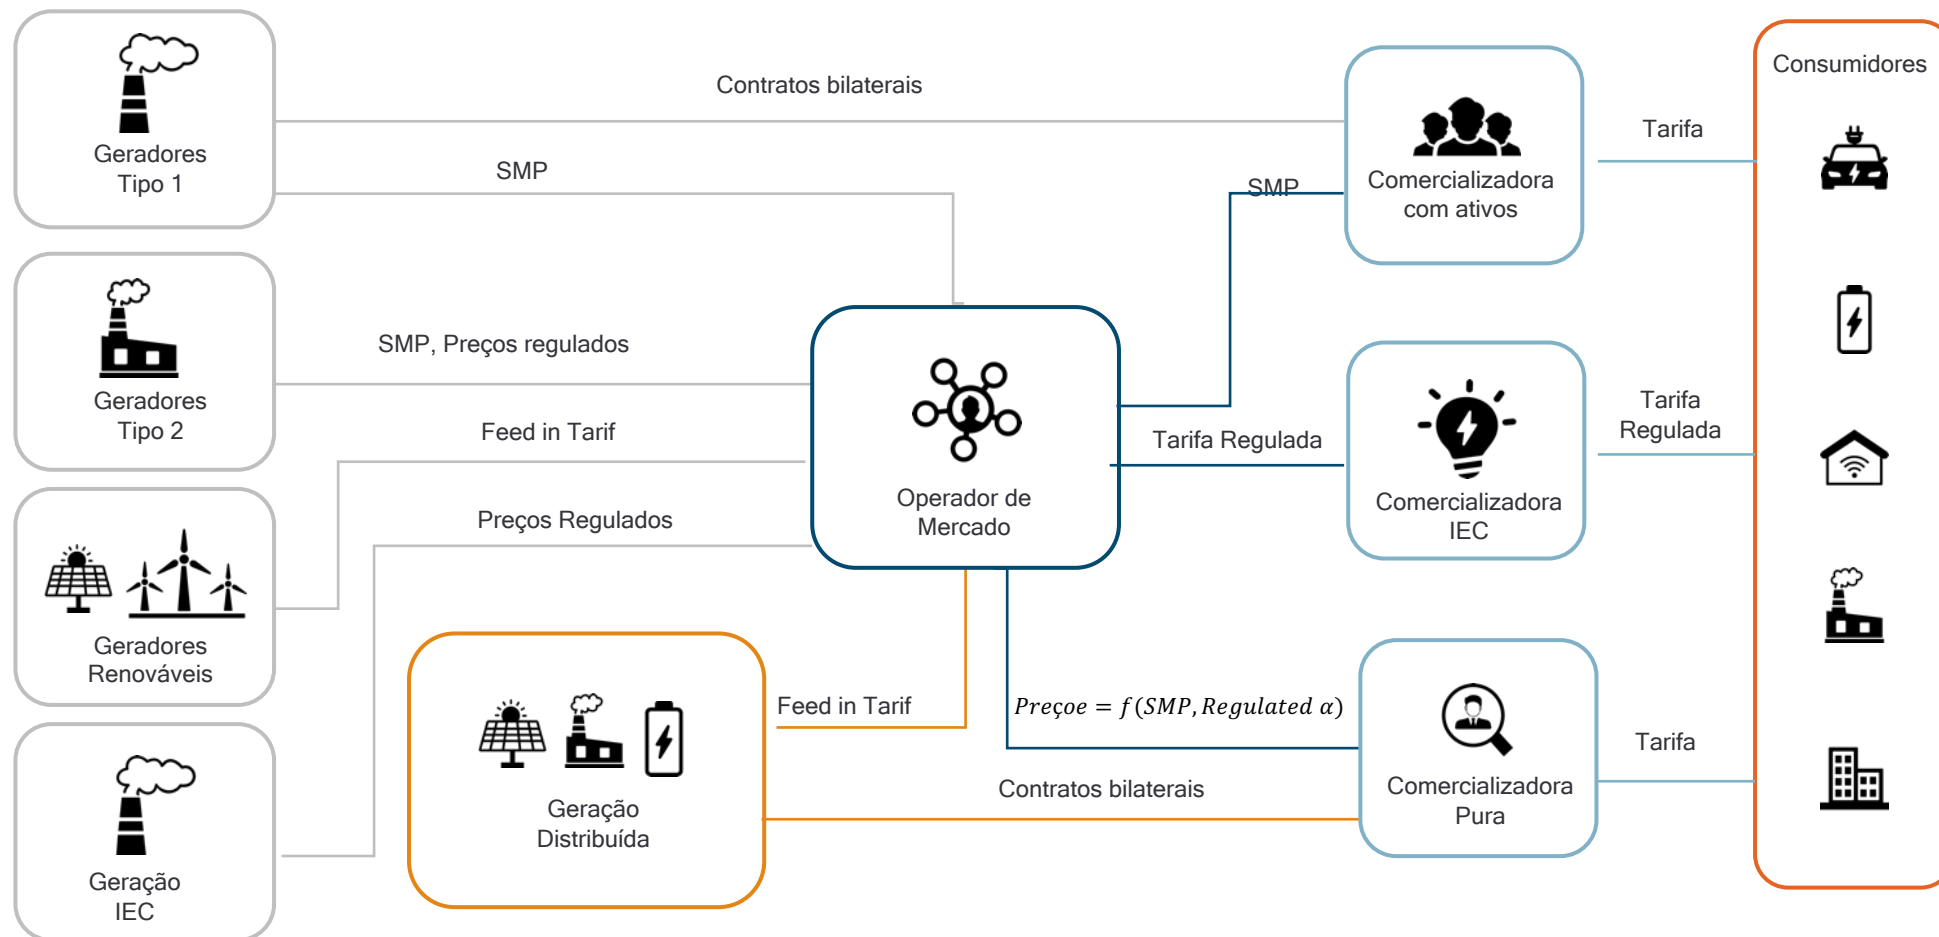 Geradores
Tipo 1
Contratos bilaterais
SMP
SMP
Comercializadora
com ativos
Tarifa
Consumidores
Geradores
Tipo 2
SMP, Preços regulados
Feed in Tarif
Preços Regulados
Operador de
Mercado
Tarifa Regulada
Comercializadora
IEC
Tarifa
Regulada
Geradores
Renováveis
Geração
IEC
Geração
Distribuída
Feed in Tarif
Preçoe = f(SMP, Regulated α)
Contratos bilaterais
Comercializadora
Pura
Tarifa